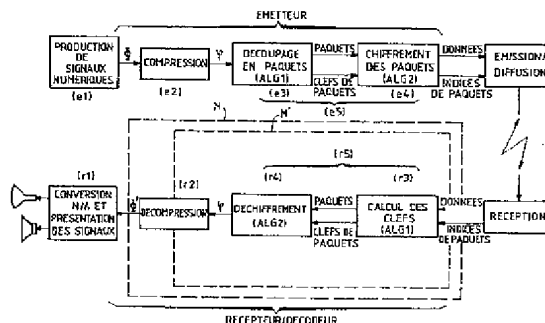 EMETTEUR
PRODUCTION
DE
SIGNAUX
NUMERIQUES
(e1)
Φ
COMPRESSION
(e2)
Ψ
DECOUPAGE
EN PAQUETS
(ALG1)
(e3)
PAQUETS
CLEFS DE
PAQUETS
(e5)
CHIFFREMENT
DES PAQUETS
(ALG2)
(e4)
DONNÉES
INDICES
DE PAQUETS
EMISSION/
DIFFUSION
M
M'
(r1)
CONVERSION
N/A ET
PRESENTATION
DES SIGNAUX
Φ'
(r2)
DECOMPRESSION
Ψ
(r5)
(r4)
DECHIFFREMENT
(ALG2)
PAQUETS
CLEFS DE
PAQUETS
(r3)
CALCUL DES
CLEFS
(ALG1)
DONNEES
INDICES
DE PAQUETS
RECEPTION
RECEPTEUR/DECODEUR